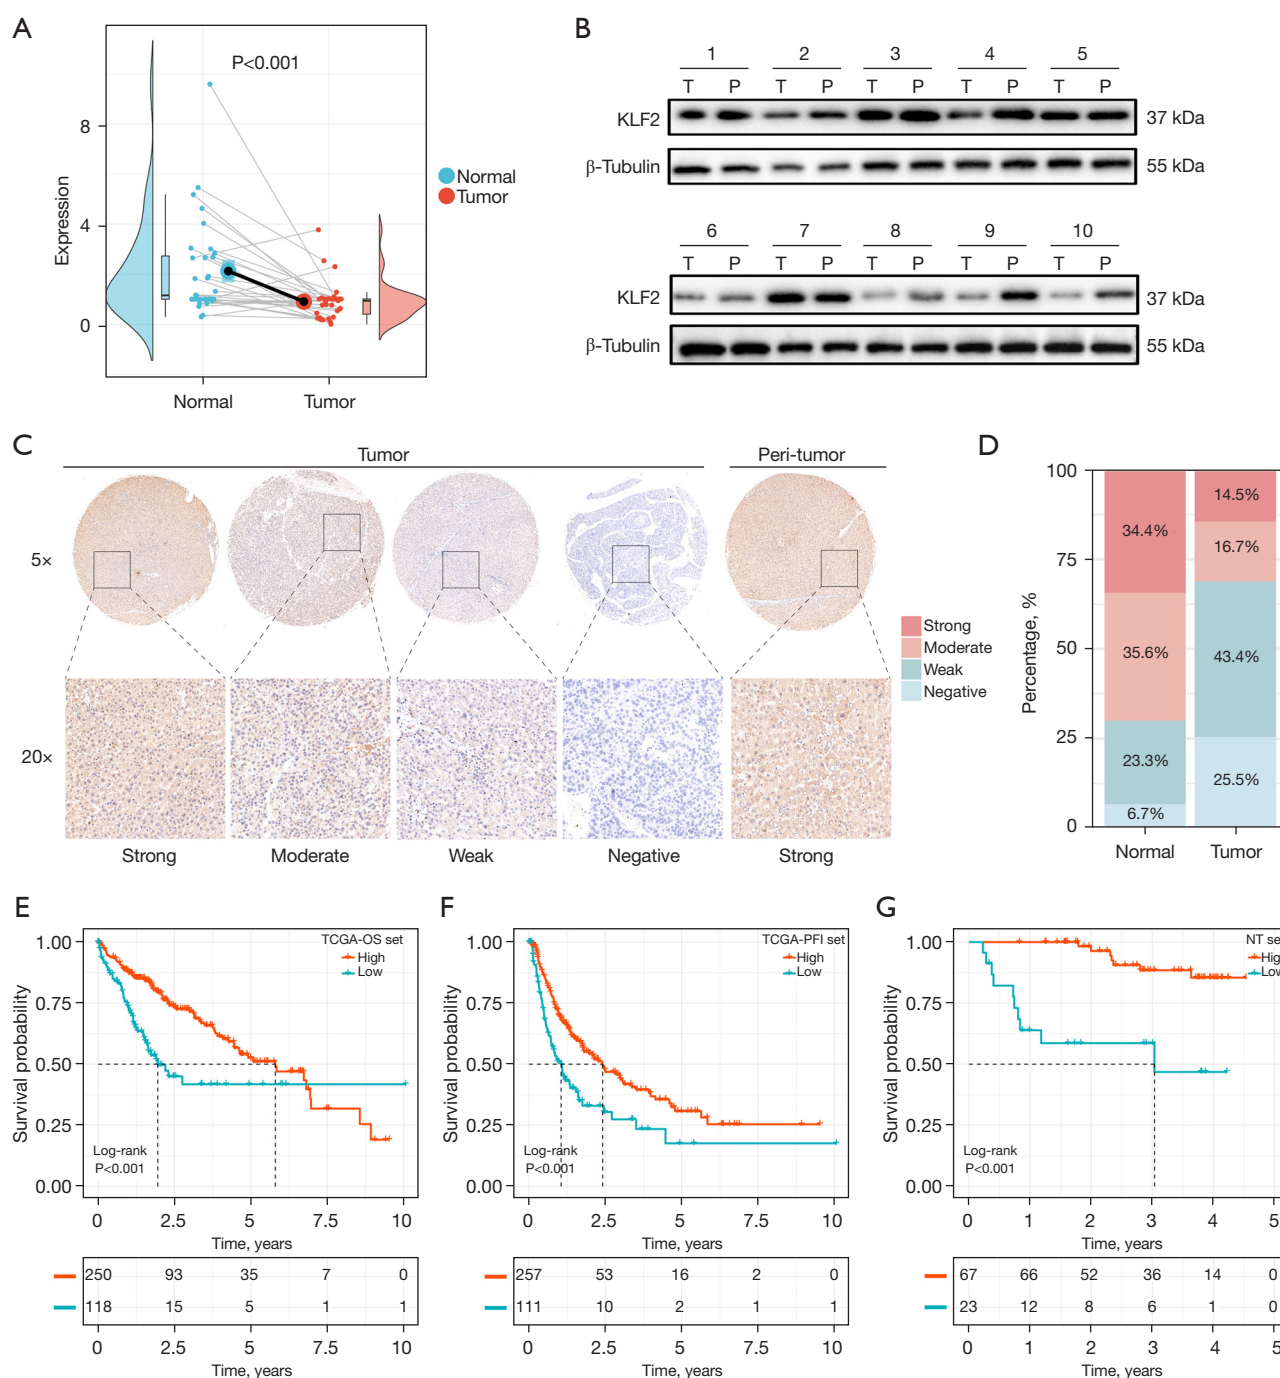 A
P<0.001
8
4
0
Expression
Normal
Tumor
Normal
Tumor
B
1 2 3 4 5
T P T P T P T P T P
KLF2 37 kDa
β-Tubulin 55 kDa
6 7 8 9 10
T P T P T P T P T P
KLF2 37 kDa
β-Tubulin 55 kDa
C
Tumor Peri-tumor
5×
20×
Strong Moderate Weak Negative Strong
Strong
Moderate
Weak
Negative
D
Percentage, %
100
75
50
25
0
34.4%
35.6%
23.3%
6.7%
14.5%
16.7%
43.4%
25.5%
Normal Tumor
E
TCGA-OS set
High
Low
Survival probability
1.00
0.75
0.50
0.25
0.00
Log-rank
P<0.001
0 2.5 5 7.5 10
Time, years
250 93 35 7 0
118 15 5 1 1
0 2.5 5 7.5 10
Time, years
F
TCGA-PFI set
High
Low
Survival probability
1.00
0.75
0.50
0.25
0.00
Log-rank
P<0.001
0 2.5 5 7.5 10
Time, years
257 53 16 2 0
111 10 2 1 1
0 2.5 5 7.5 10
Time, years
G
NT se
High
Low
Survival probability
1.00
0.75
0.50
0.25
0.00
Log-rank
P<0.001
0 1 2 3 4 5
Time, years
67 66 52 36 14 0
23 12 8 6 1 0
0 1 2 3 4 5
Time, years